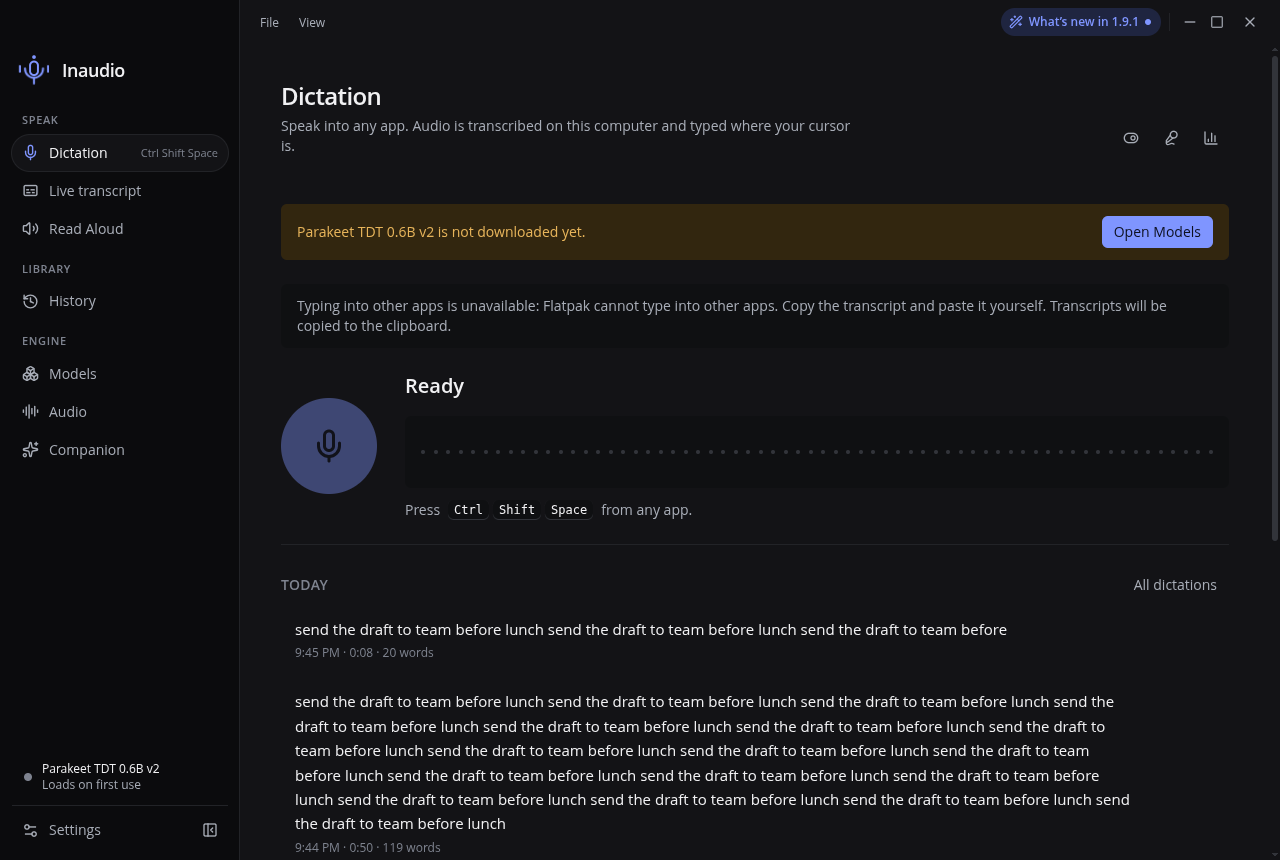 File View What's new in 1.9.1
Inaudio
SPEAK
Dictation Ctrl Shift Space
Live transcript
Read Aloud
LIBRARY
History
ENGINE
Models
Audio
Companion
Parakeet TDT 0.6B v2
Loads on first use
Settings
Dictation
Speak into any app. Audio is transcribed on this computer and typed where your cursor
is.
Parakeet TDT 0.6B v2 is not downloaded yet. Open Models
Typing into other apps is unavailable: Flatpak cannot type into other apps. Copy the transcript and paste it yourself. Transcripts will be
copied to the clipboard.
Ready
Press Ctrl Shift Space from any app.
TODAY All dictations
send the draft to team before lunch send the draft to team before lunch send the draft to team before
9:45 PM · 0:08 · 20 words
send the draft to team before lunch send the draft to team before lunch send the draft to team before lunch send the
draft to team before lunch send the draft to team before lunch send the draft to team before lunch send the draft to
team before lunch send the draft to team before lunch send the draft to team before lunch send the draft to team
before lunch send the draft to team before lunch send the draft to team before lunch send the draft to team before
lunch send the draft to team before lunch send the draft to team before lunch send the draft to team before lunch send
the draft to team before lunch
9:44 PM · 0:50 · 119 words